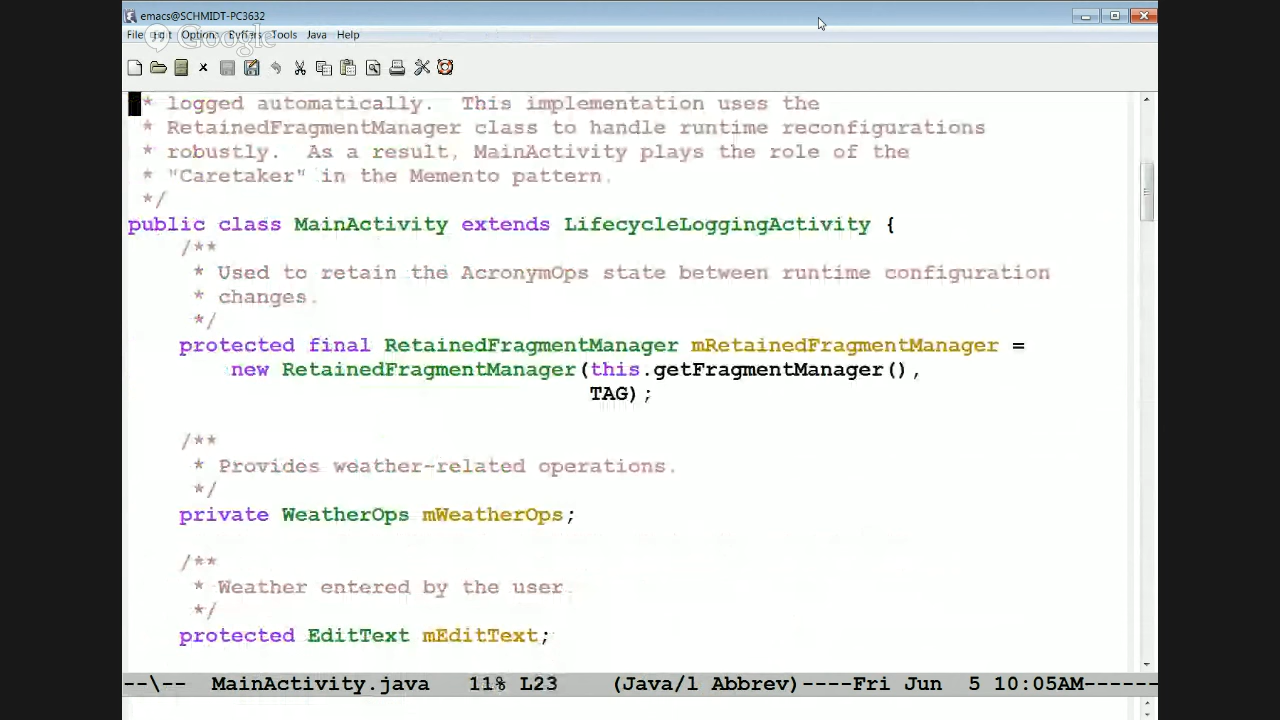 emacs@SCHMIDT-PC3632
File Edit Options Buffers Tools Java Help
Google
* logged automatically.  This implementation uses the
* RetainedFragmentManager class to handle runtime reconfigurations
* robustly.  As a result, MainActivity plays the role of the
* "Caretaker" in the Memento pattern.
*/
public class MainActivity extends LifecycleLoggingActivity {
/**
* Used to retain the AcronymOps state between runtime configuration
* changes.
*/
protected final RetainedFragmentManager mRetainedFragmentManager =
new RetainedFragmentManager(this.getFragmentManager(),
TAG);
/**
* Provides weather-related operations.
*/
private WeatherOps mWeatherOps;
/**
* Weather entered by the user
*/
protected EditText mEditText;
--\-- MainActivity.java 11% L23 (Java/l Abbrev)----Fri Jun 5 10:05AM------